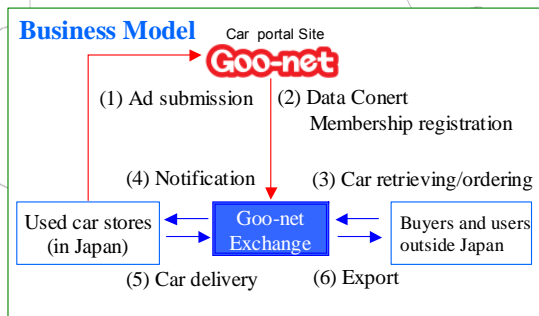 Business Model
Car portal Site
Goo-net
(1) Ad submission
(2) Data Conert
Membership registration
(4) Notification
(3) Car retrieving/ordering
Used car stores
(in Japan)
Goo-net
Exchange
Buyers and users
outside Japan
(5) Car delivery
(6) Export